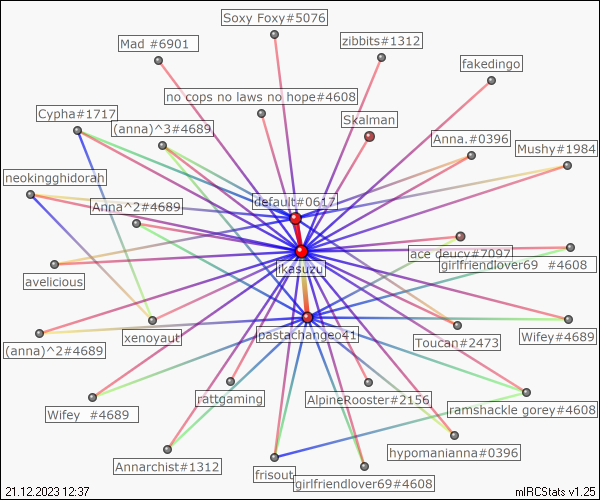 Soxy Foxy#5076
Mad #6901
zibbits#1312
fakedingo
no cops no laws no hope#4608
Cypha#1717
(anna)^3#4689
Skalman
Anna.#0396
Mushy#1984
neokingghidorah
Anna^2#4689
default#0617
ace deucy#7097
girlfriendlover69 #4608
ikasuzu
avelicious
(anna)^2#4689
xenoyaut
pastachangeo41
Toucan#2473
Wifey #4689
rattgaming
AlpineRooster#2156
ramshackle gorey#4608
Wifey #4689
hypomanianna#0396
Annarchist#1312
frisout
girlfriendlover69#4608
21.12.2023 12:37
mIRCStats v1.25